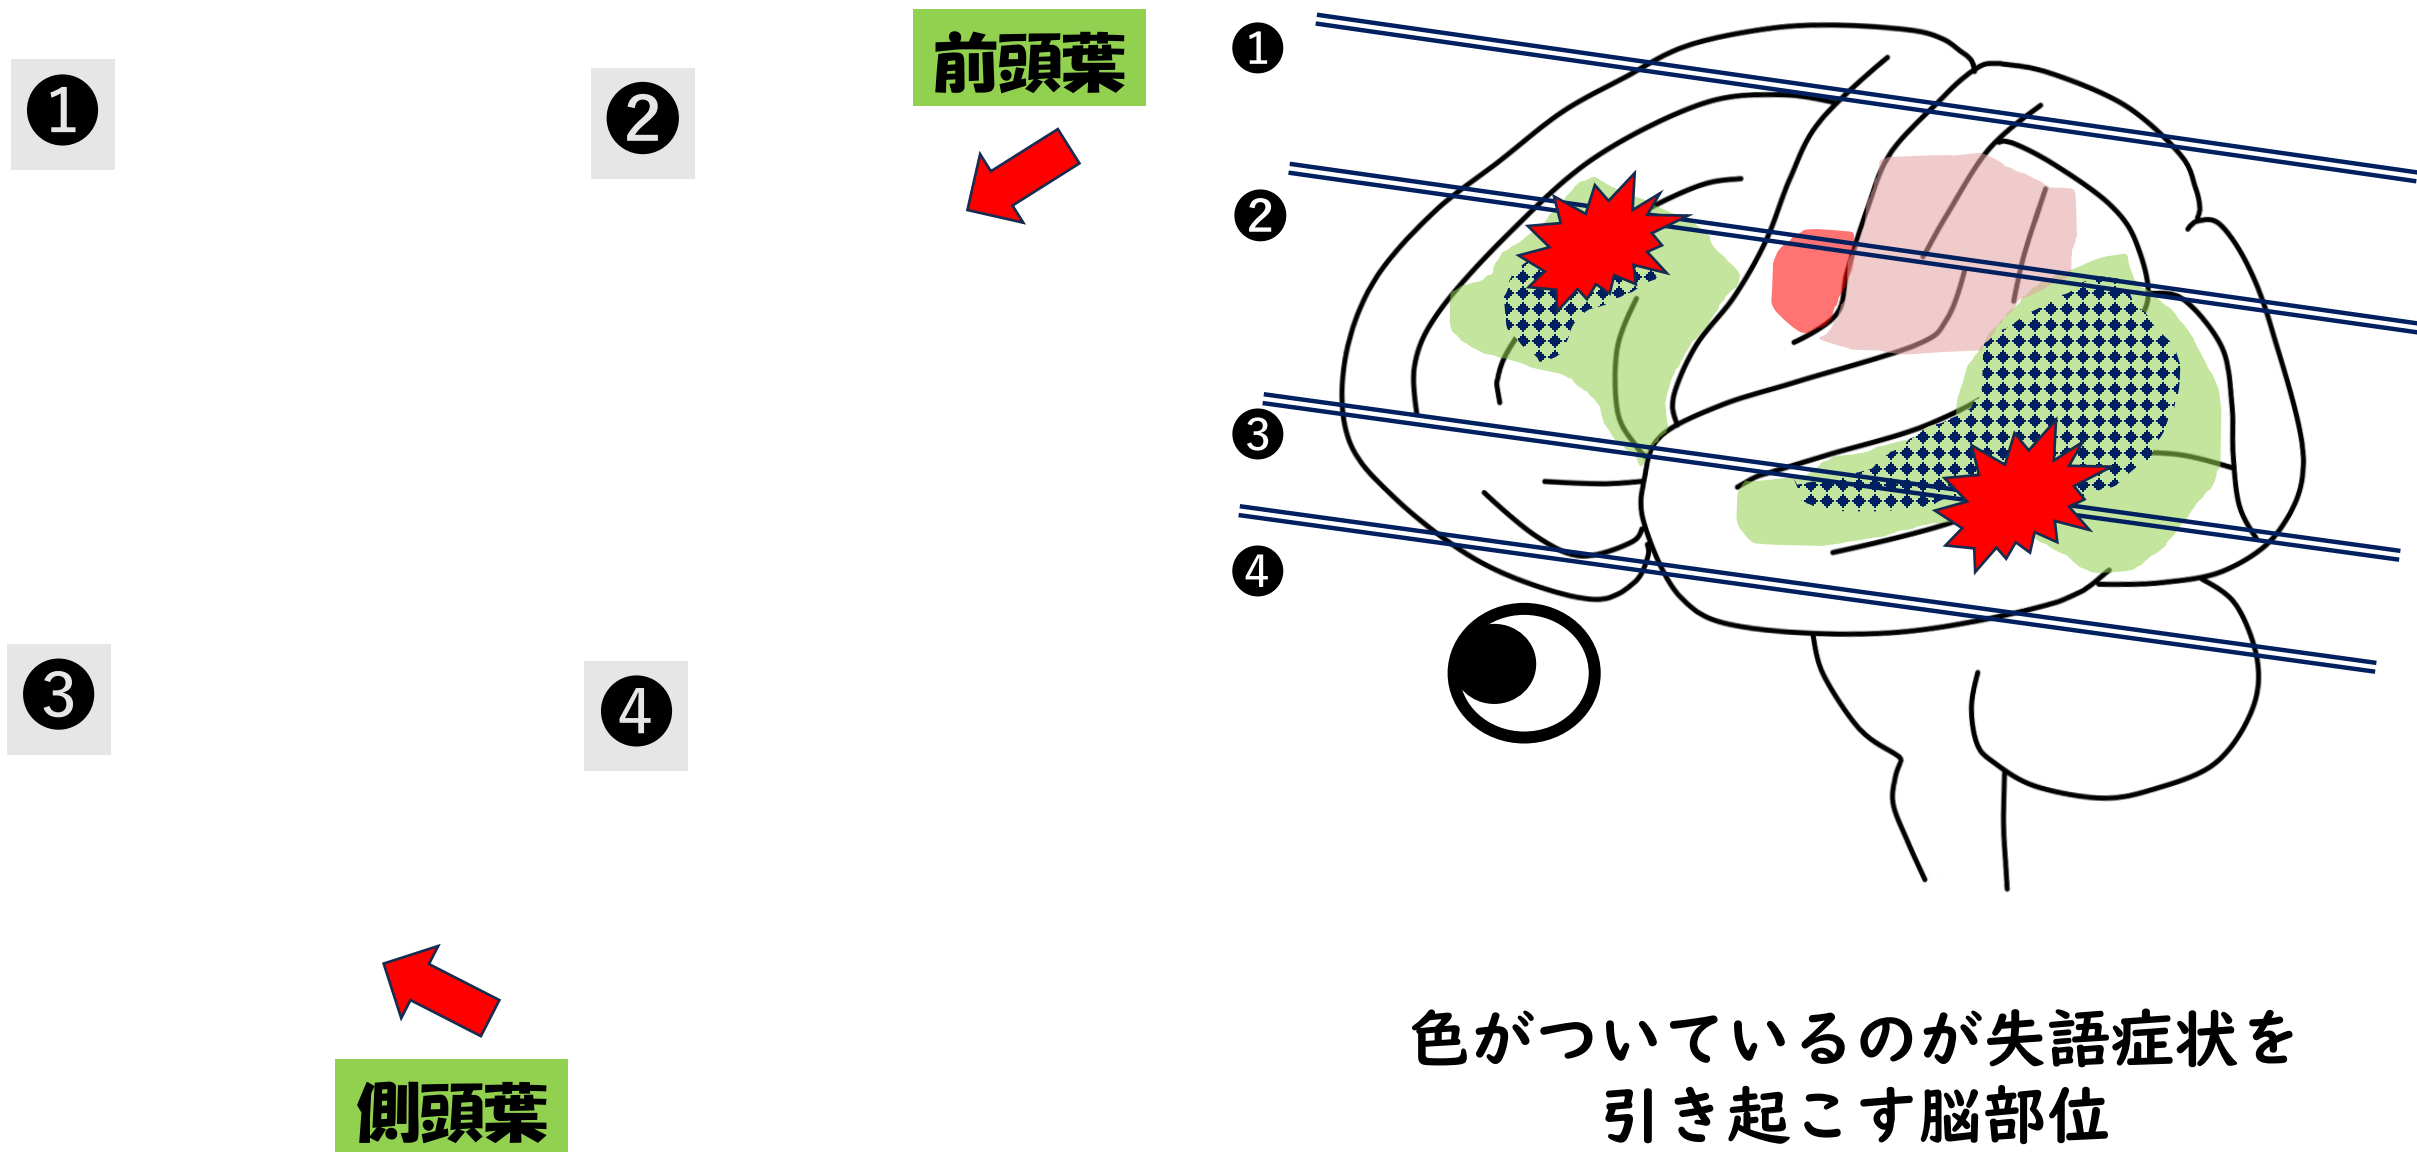 ❶
❷
前頭葉
❸
❹
側頭葉
❶
❷
❸
❹
色がついているのが失語症状を
引き起こす脳部位